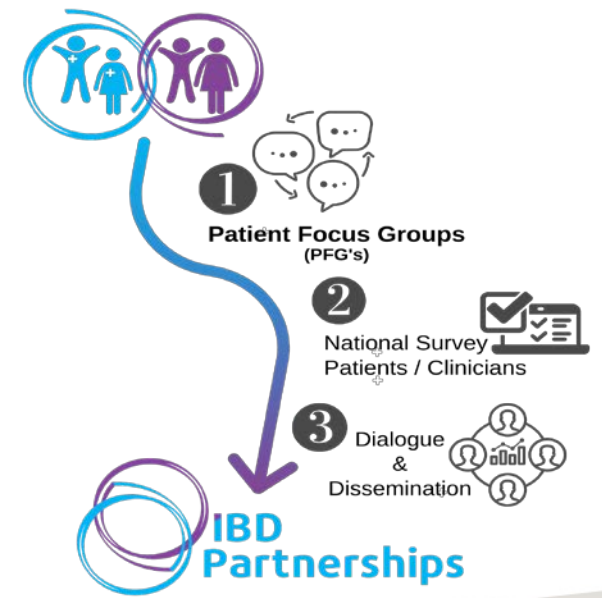 1
Patient Focus Groups
(PFG's)
2
National Survey
Patients / Clinicians
3
Dialogue
&
Dissemination
IBD
Partnerships